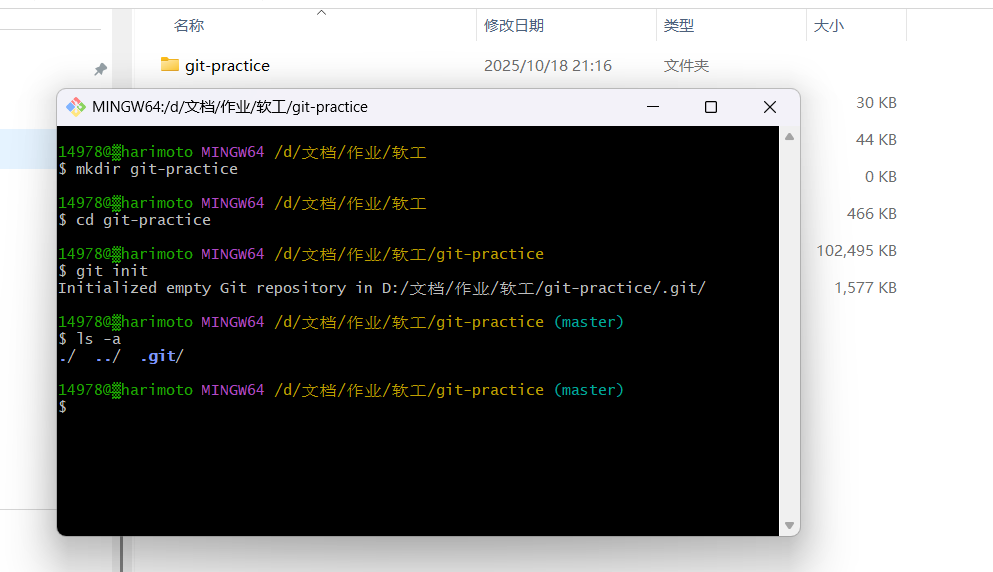 名称 修改日期 类型 大小
git-practice 2025/10/18 21:16 文件夹
MINGW64:/d/文档/作业/软工/git-practice
14978@▒harimoto MINGW64 /d/文档/作业/软工
$ mkdir git-practice
14978@▒harimoto MINGW64 /d/文档/作业/软工
$ cd git-practice
14978@▒harimoto MINGW64 /d/文档/作业/软工/git-practice
$ git init
Initialized empty Git repository in D:/文档/作业/软工/git-practice/.git/
14978@▒harimoto MINGW64 /d/文档/作业/软工/git-practice (master)
$ ls -a
./ ../ .git/
14978@▒harimoto MINGW64 /d/文档/作业/软工/git-practice (master)
$
30 KB
44 KB
0 KB
466 KB
102,495 KB
1,577 KB